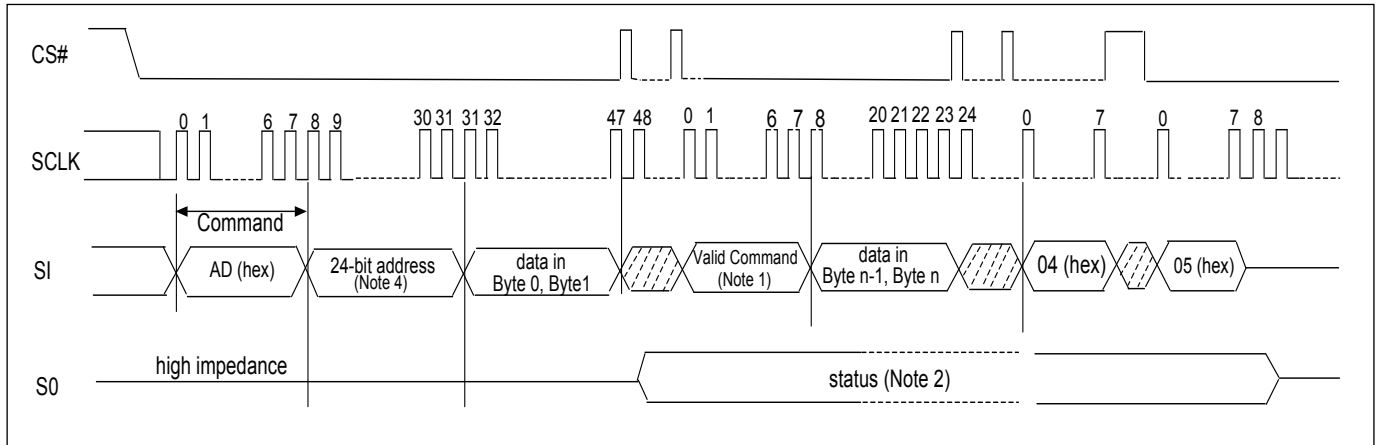 CS#
0 1 6 7 8 9 30 31 31 32 47 48 0 1 6 7 8 20 21 22 23 24 0 7 0 7 8
SCLK
Command
SI
AD (hex)
24-bit address
(Note 4)
data in
Byte 0, Byte1
Valid Command
(Note 1)
data in
Byte n-1, Byte n
04 (hex)
05 (hex)
high impedance
S0
status (Note 2)